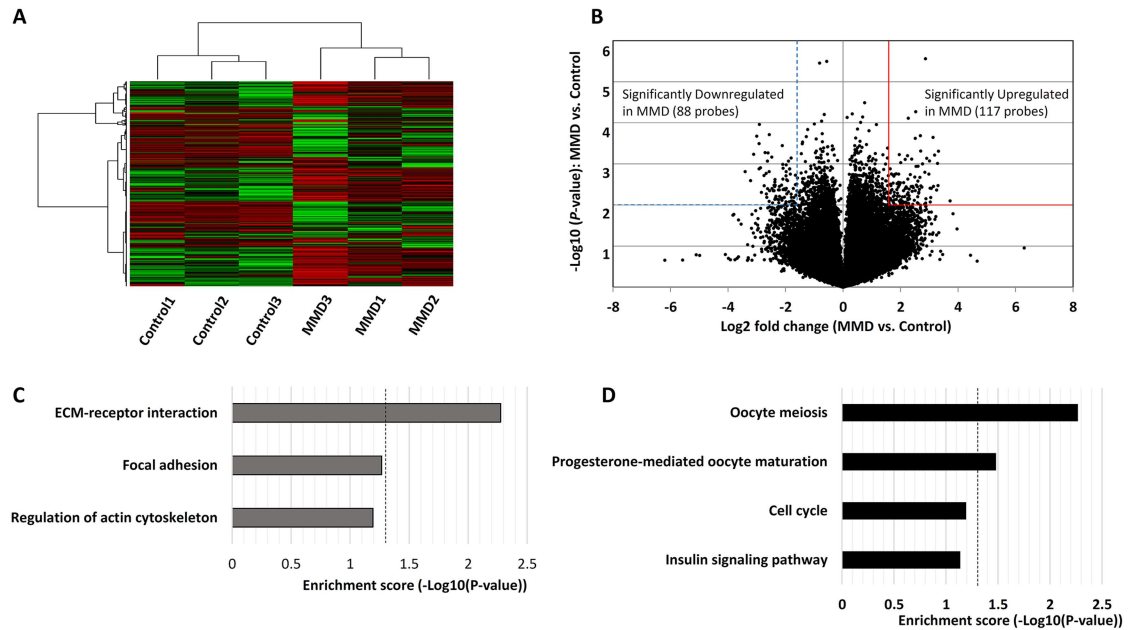 A
Control1
Control2
Control3
MMD3
MMD1
MMD2
B
-Log10 (P-value): MMD vs. Control
6
5
4
3
2
1
Significantly Downregulated
in MMD (88 probes)
Significantly Upregulated
in MMD (117 probes)
-8 -6 -4 -2 0 2 4 6 8
Log2 fold change (MMD vs. Control)
C
ECM-receptor interaction
Focal adhesion
Regulation of actin cytoskeleton
0 0.5 1 1.5 2 2.5
Enrichment score (-Log10(P-value))
D
Oocyte meiosis
Progesterone-mediated oocyte maturation
Cell cycle
Insulin signaling pathway
0 0.5 1 1.5 2 2.5
Enrichment score (-Log10(P-value))